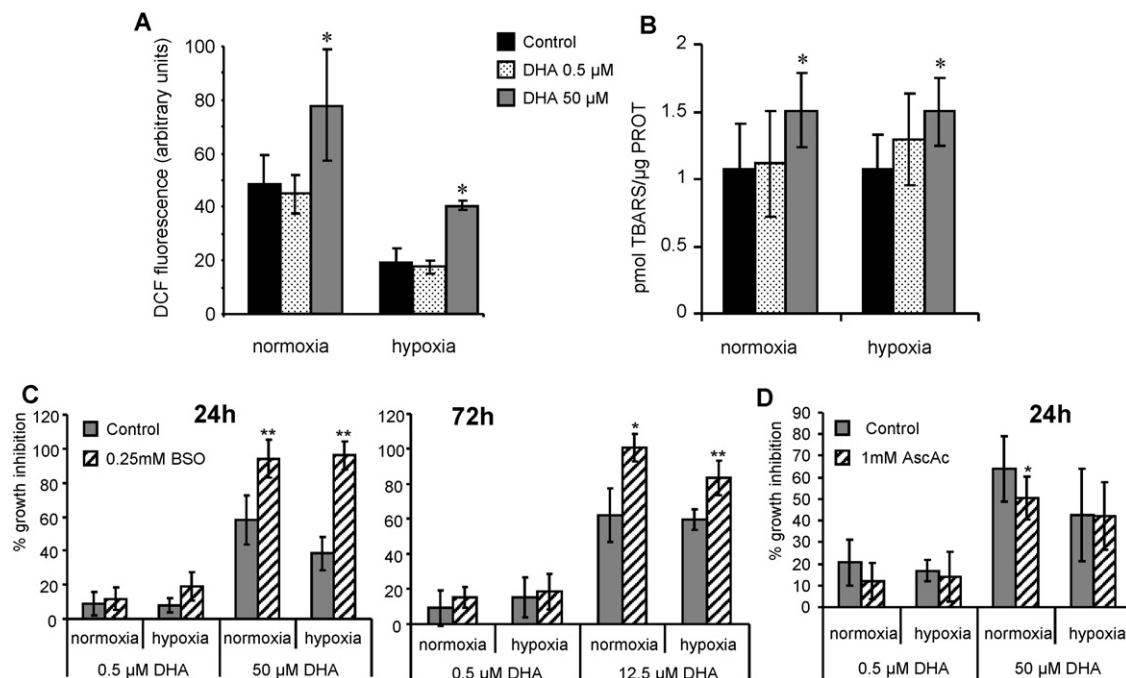 A
DCF fluorescence (arbitrary units)
100
80
60
40
20
0
*
*
normoxia hypoxia
Control
DHA 0.5 µM
DHA 50 µM
B
pmol TBARS/µg PROT
2
1.5
1
0.5
0
* *
normoxia hypoxia
C
24h
% growth inhibition
120
100
80
60
40
20
0
Control
0.25mM BSO
** **
normoxia hypoxia normoxia hypoxia
0.5 µM DHA 50 µM DHA
72h
120
100
80
60
40
20
0
*
**
normoxia hypoxia normoxia hypoxia
0.5 µM DHA 12.5 µM DHA
D
24h
% growth inhibition
90
80
70
60
50
40
30
20
10
0
Control
1mM AscAc
*
normoxia hypoxia normoxia hypoxia
0.5 µM DHA 50 µM DHA